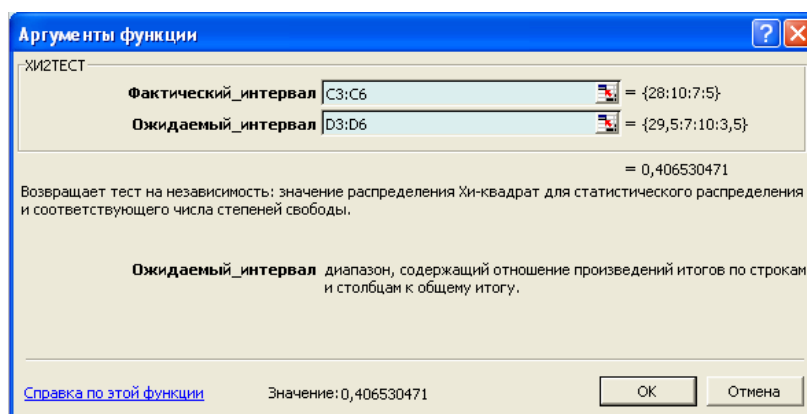 Аргументы функции
ХИ2ТЕСТ
Фактический_интервал C3:C6 = {28:10:7:5}
Ожидаемый_интервал D3:D6 = {29,5:7:10:3,5}
= 0,406530471
Возвращает тест на независимость: значение распределения Хи-квадрат для статистического распределения
и соответствующего числа степеней свободы.
Ожидаемый_интервал диапазон, содержащий отношение произведений итогов по строкам
и столбцам к общему итогу.
Справка по этой функции Значение:0,406530471 ОК Отмена